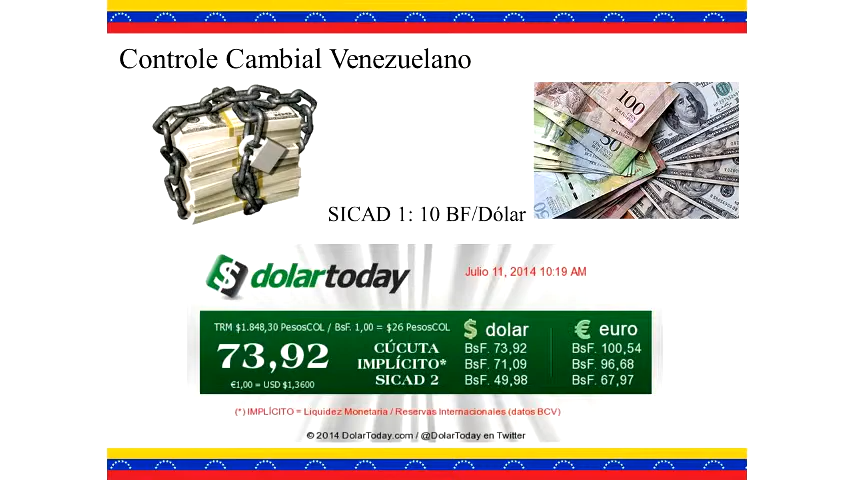 Controle Cambial Venezuelano
100
50
50
SICAD 1: 10 BF/Dólar
dolartoday
Julio 11, 2014 10:19 AM
TRM $1.848,30 PesosCOL / BsF. 1,00 = $26 PesosCOL
$ dolar
€ euro
73,92
CÚCUTA BsF. 73,92 BsF. 100,54
IMPLÍCITO* BsF. 71,09 BsF. 96,68
SICAD 2 BsF. 49,98 BsF. 67,97
€1,00 = USD $1,3600
(*) IMPLÍCITO = Liquidez Monetaria / Reservas Internacionales (datos BCV)
© 2014 DolarToday.com / @DolarToday en Twitter